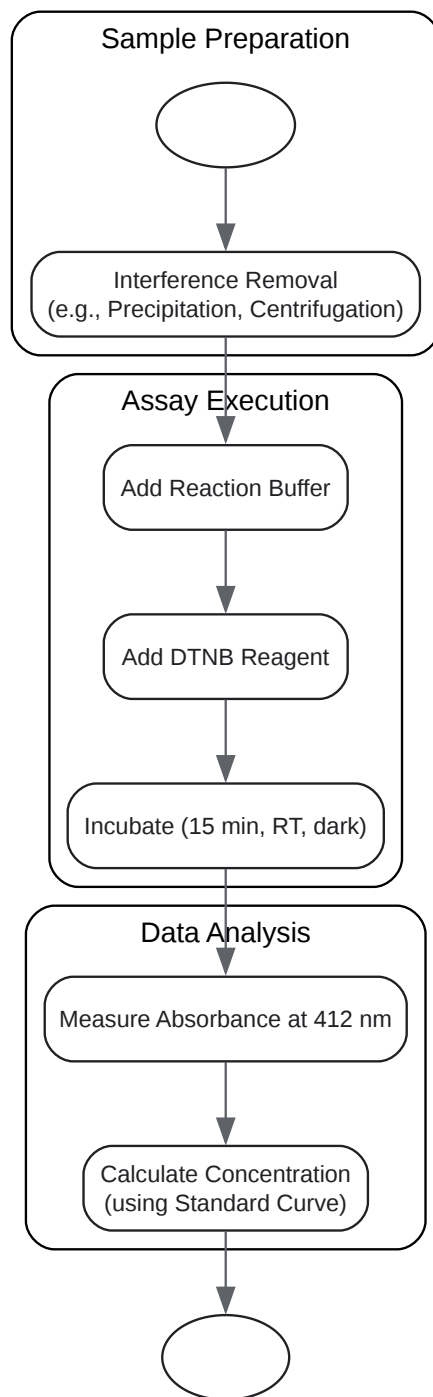 Sample Preparation
Interference Removal
(e.g., Precipitation, Centrifugation)
Assay Execution
Add Reaction Buffer
Add DTNB Reagent
Incubate (15 min, RT, dark)
Data Analysis
Measure Absorbance at 412 nm
Calculate Concentration
(using Standard Curve)